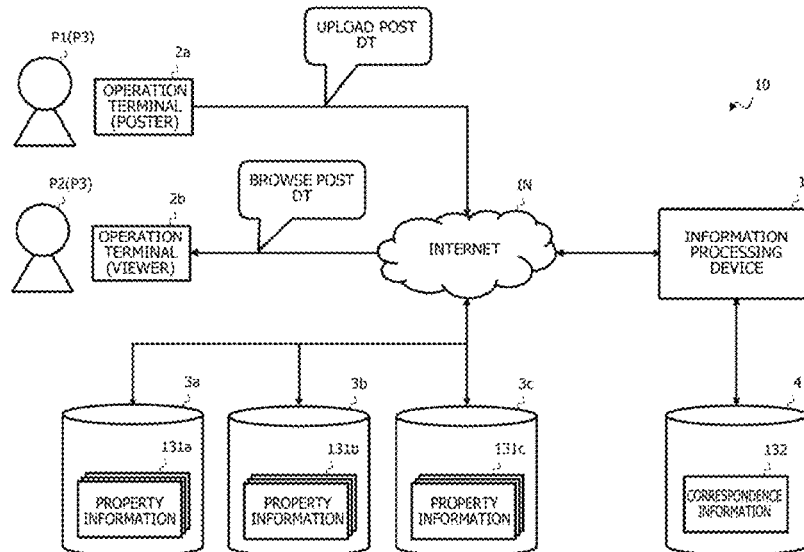 P1(P3)
2a
OPERATION
TERMINAL
(POSTER)
UPLOAD POST
DT
10
P2(P3)
2b
OPERATION
TERMINAL
(VIEWER)
BROWSE POST
DT
IN
INTERNET
INFORMATION
PROCESSING
DEVICE
3a
131a
PROPERTY
INFORMATION
3b
131b
PROPERTY
INFORMATION
3c
131c
PROPERTY
INFORMATION
4
132
CORRESPONDENCE
INFORMATION